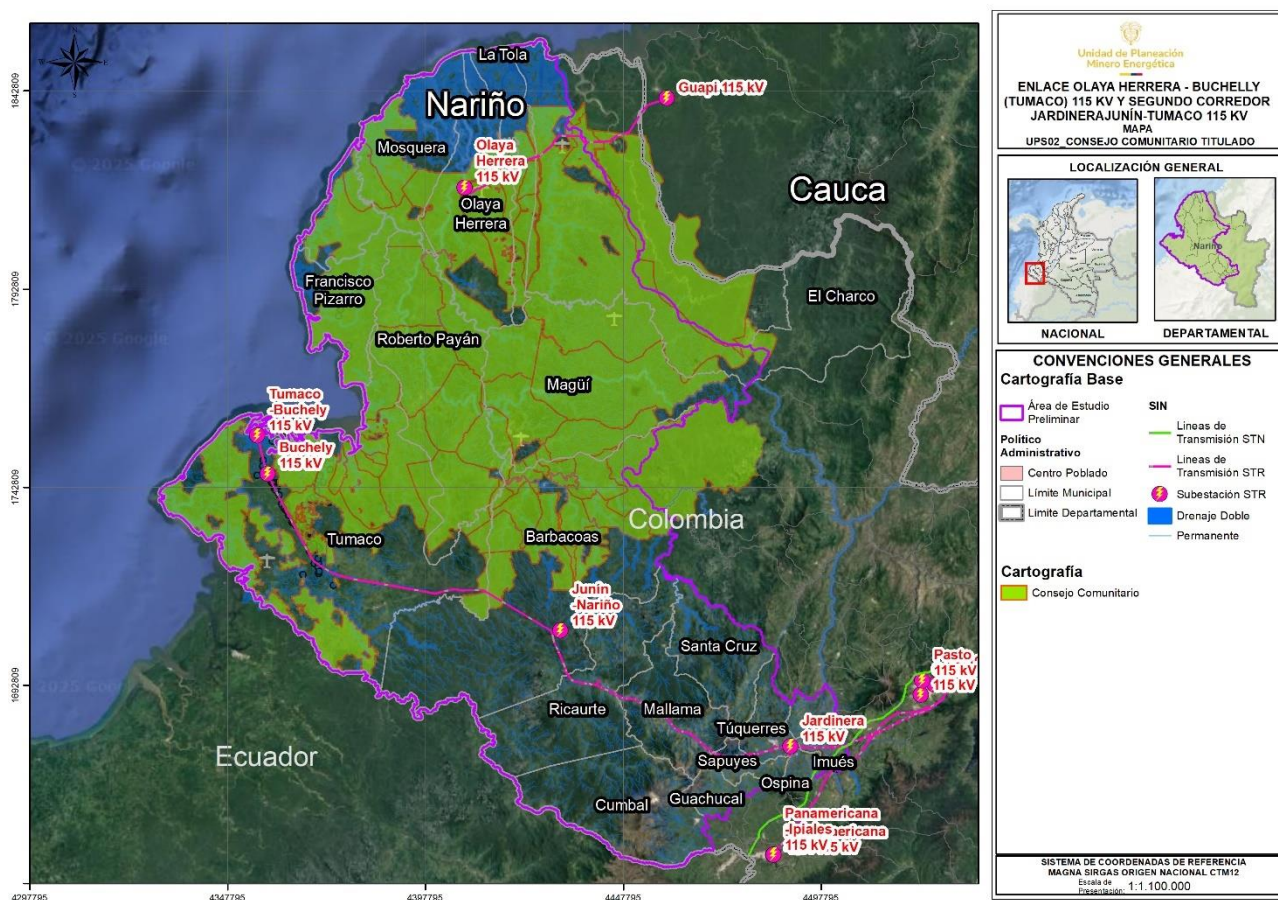 La Tola
Guapi 115 kV
Nariño
Mosquera
Olaya
Herrera
115 kV
Olaya
Herrera
Cauca
Francisco
Pizarro
El Charco
Roberto Payán
Magüí
Tumaco
-Buchely
115 kV
Buchely
115 kV
Colombia
Tumaco
Barbacoas
Junín
-Nariño
115 kV
Santa Cruz
Pasto
115 kV
115 kV
Ricaurte
Mallama
Túquerres
Jardinera
115 kV
Ecuador
Sapuyes
Imués
Ospina
Cumbal
Guachucal
Panamericana
-Ipiales
115 kV
© 2025 Google
© 2025 Google
1842809
1792809
1742809
1692809
4297795
4347795
4397795
4447795
4497795
Unidad de Planeación
Minero Energética
ENLACE OLAYA HERRERA - BUCHELLY
(TUMACO) 115 KV Y SEGUNDO CORREDOR
JARDINERAJUNÍN-TUMACO 115 KV
MAPA
UPS02_CONSEJO COMUNITARIO TITULADO
LOCALIZACIÓN GENERAL
Nariño
NACIONAL
DEPARTAMENTAL
CONVENCIONES GENERALES
Cartografía Base
Área de Estudio
Preliminar
Político
Administrativo
Centro Poblado
Límite Municipal
Límite Departamental
SIN
Líneas de
Transmisión STN
Líneas de
Transmisión STR
Subestación STR
Drenaje Doble
Permanente
Cartografía
Consejo Comunitario
SISTEMA DE COORDENADAS DE REFERENCIA
MAGNA SIRGAS ORIGEN NACIONAL CTM12
Escala de
Presentación: 1:1.100.000